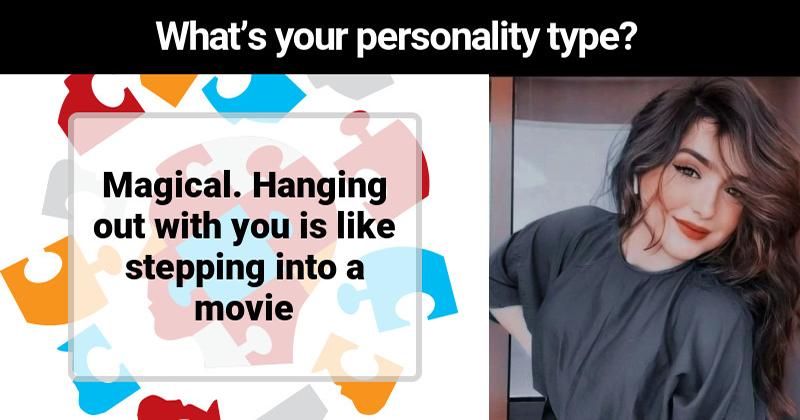 What’s your personality type?
Magical. Hanging
out with you is like
stepping into a
movie